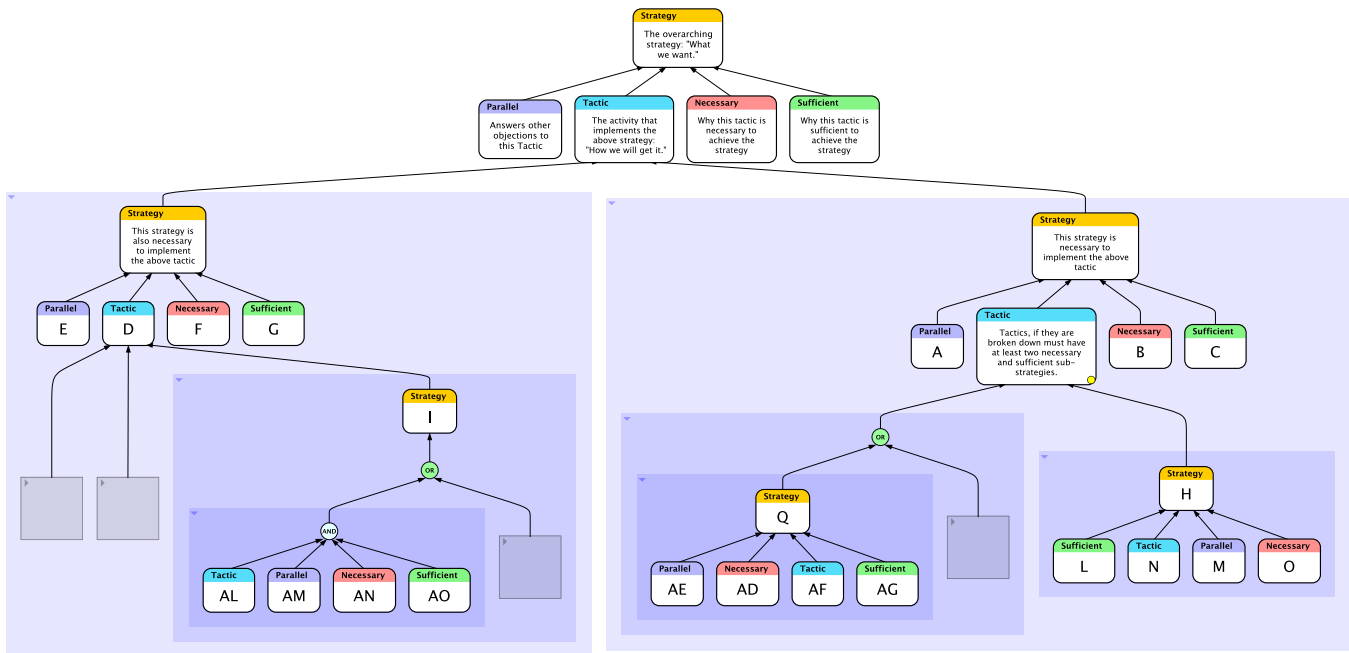 Strategy
The overarching
strategy: "What
we want."
Parallel
Answers other
objections to
this Tactic
Tactic
The activity that
implements the
above strategy:
"How we will get it."
Necessary
Why this tactic is
necessary to
achieve the
strategy
Sufficient
Why this tactic is
sufficient to
achieve the
strategy
Strategy
This strategy is
also necessary
to implement
the above tactic
Parallel
E
Tactic
D
Necessary
F
Sufficient
G
Strategy
I
OR
AND
Tactic
AL
Parallel
AM
Necessary
AN
Sufficient
AO
Strategy
This strategy is
necessary to
implement the above
tactic
Parallel
A
Tactic
Tactics, if they are
broken down must have
at least two necessary
and sufficient sub-
strategies.
Necessary
B
Sufficient
C
OR
Strategy
Q
Parallel
AE
Necessary
AD
Tactic
AF
Sufficient
AG
Strategy
H
Sufficient
L
Tactic
N
Parallel
M
Necessary
O